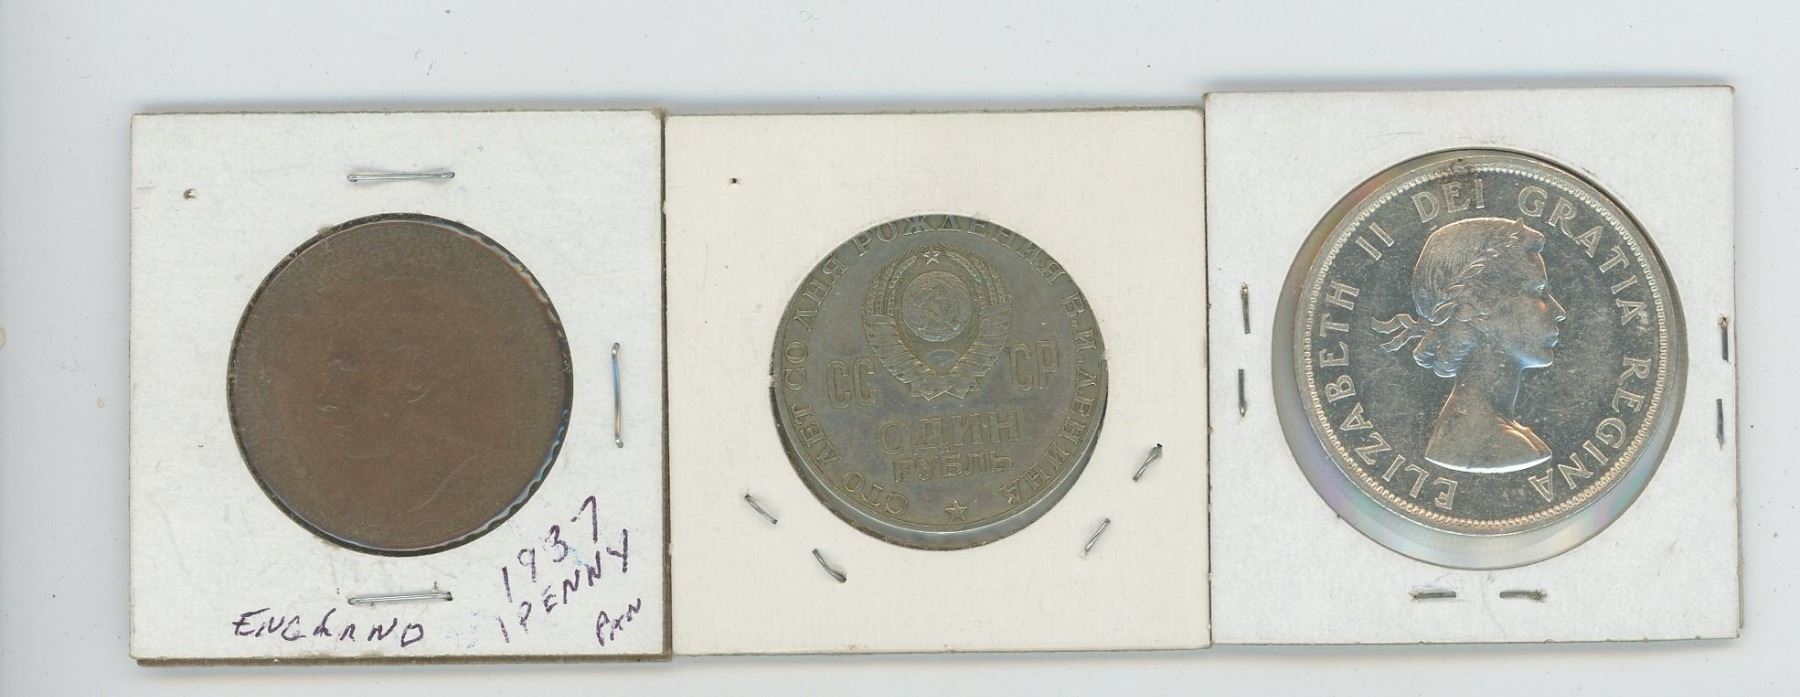 1937
1 PENNY
ENGLAND
СТО ЛЕТ СО ДНЯ РОЖДЕНИЯ В.И.ЛЕНИНА
СС СР
ОДИН
РУБЛЬ
ELIZABETH II DEI GRATIA REGINA